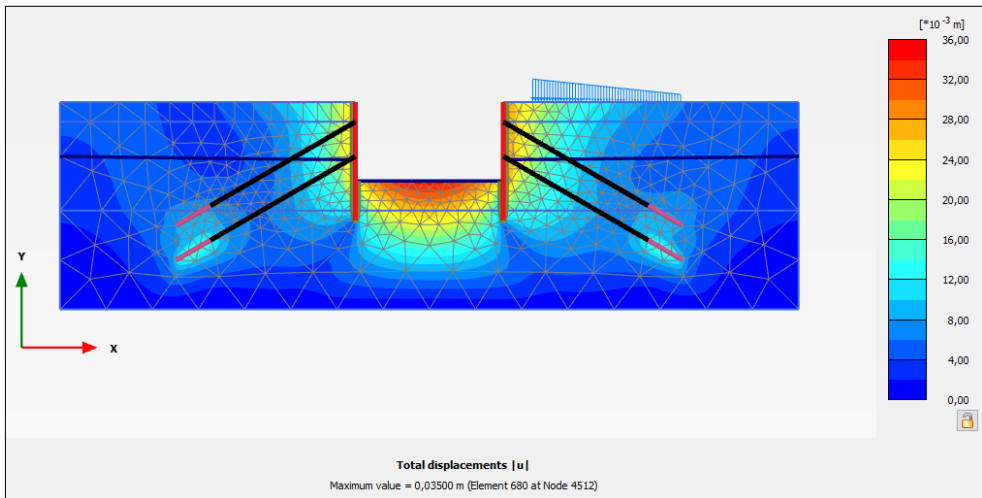 [*10⁻³ m]
36,00
32,00
28,00
24,00
20,00
16,00
12,00
8,00
4,00
0,00
Y
X
Total displacements |u|
Maximum value = 0,03500 m (Element 680 at Node 4512)